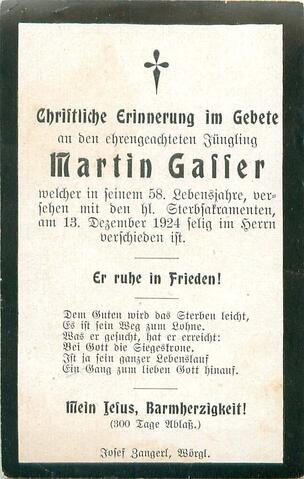 Christliche Erinnerung im Gebete
an den ehrengeachteten Jüngling
Martin Gasser
welcher in seinem 58. Lebensjahre, ver-
sehen mit den hl. Sterbsakramenten,
am 13. Dezember 1924 selig im Herrn
verschieden ist.
Er ruhe in Frieden!
Dem Guten wird das Sterben leicht,
Es ist sein Weg zum Lohne.
Was er gesucht, hat er erreicht:
Bei Gott die Siegeskrone.
Ist ja sein ganzer Lebenslauf
Ein Gang zum lieben Gott hinauf.
Mein Jesus, Barmherzigkeit!
(300 Tage Ablaß.)
Josef Zangerl, Wörgl.